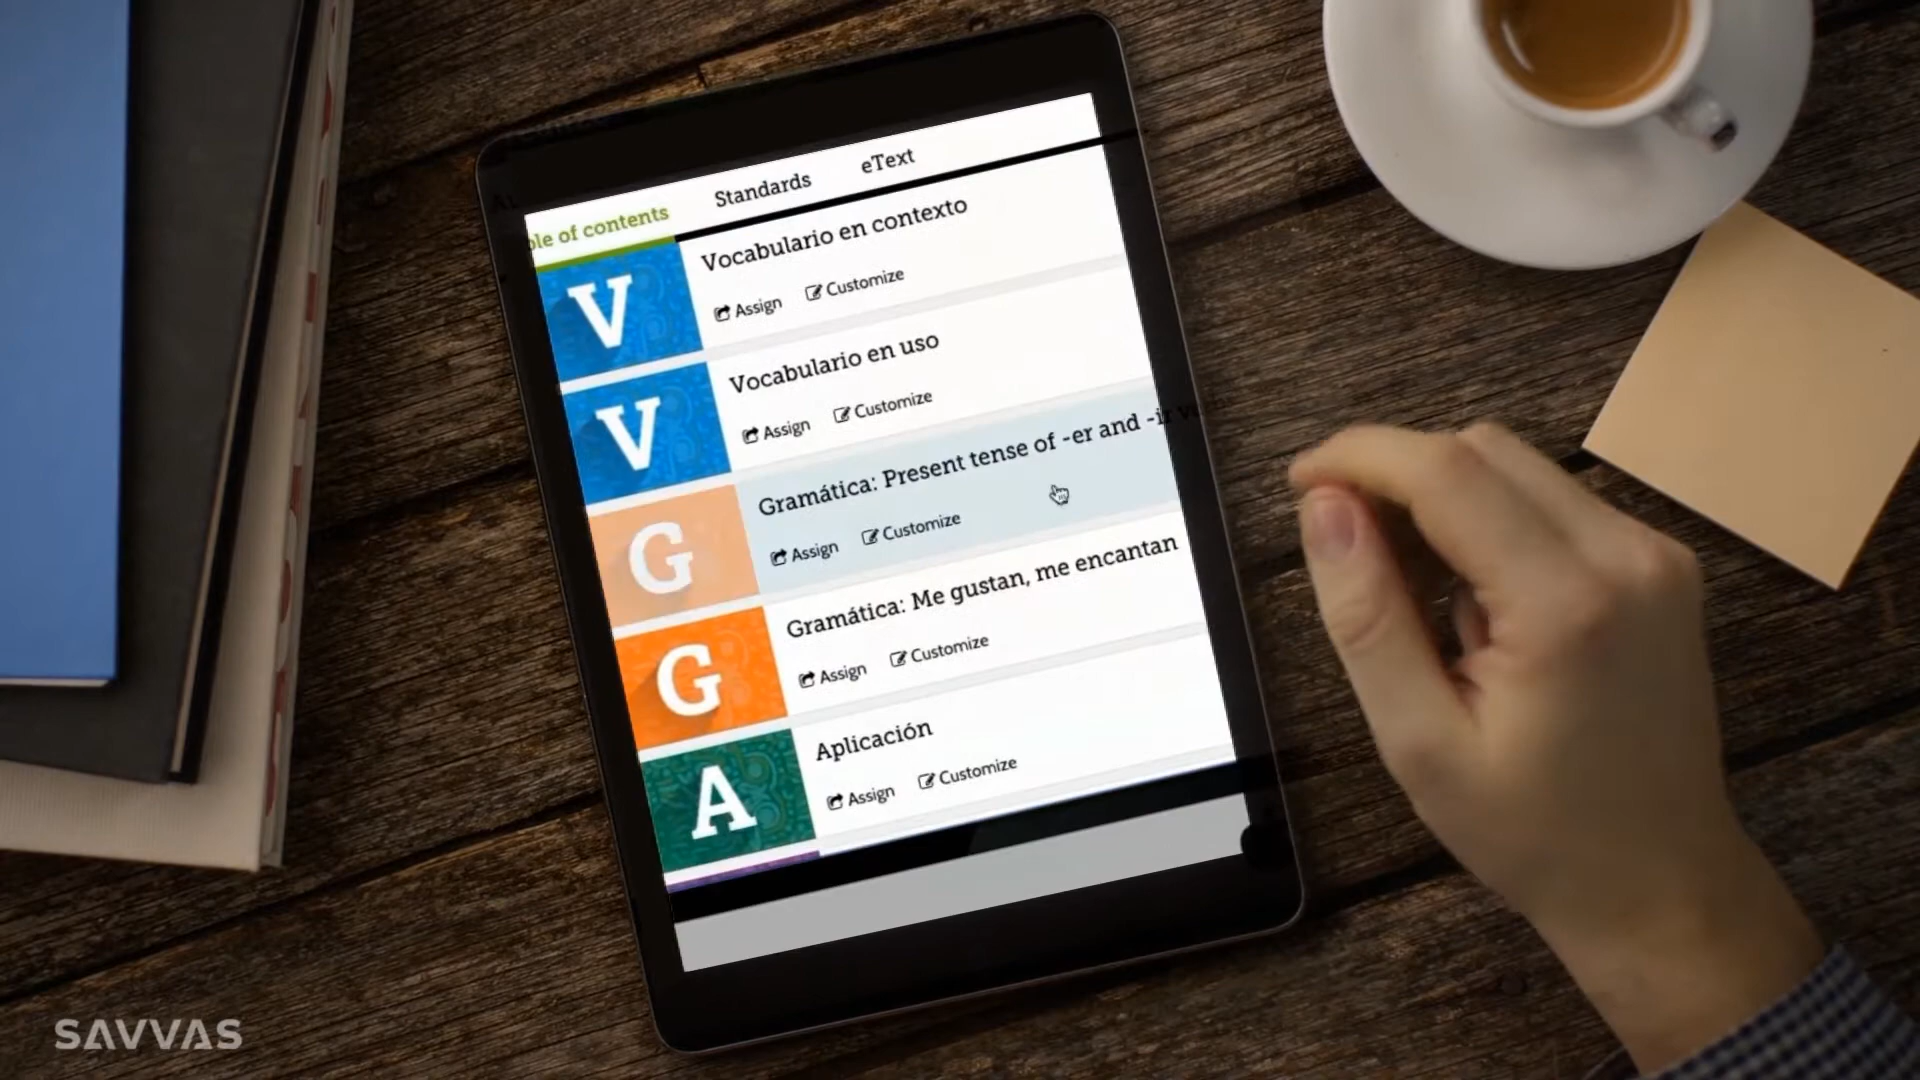 ble of contents
Standards
eText
V
Vocabulario en contexto
Assign
Customize
V
Vocabulario en uso
Assign
Customize
G
Gramática: Present tense of -er and -ir
Assign
Customize
G
Gramática: Me gustan, me encantan
Assign
Customize
A
Aplicación
Assign
Customize
SAVVAS